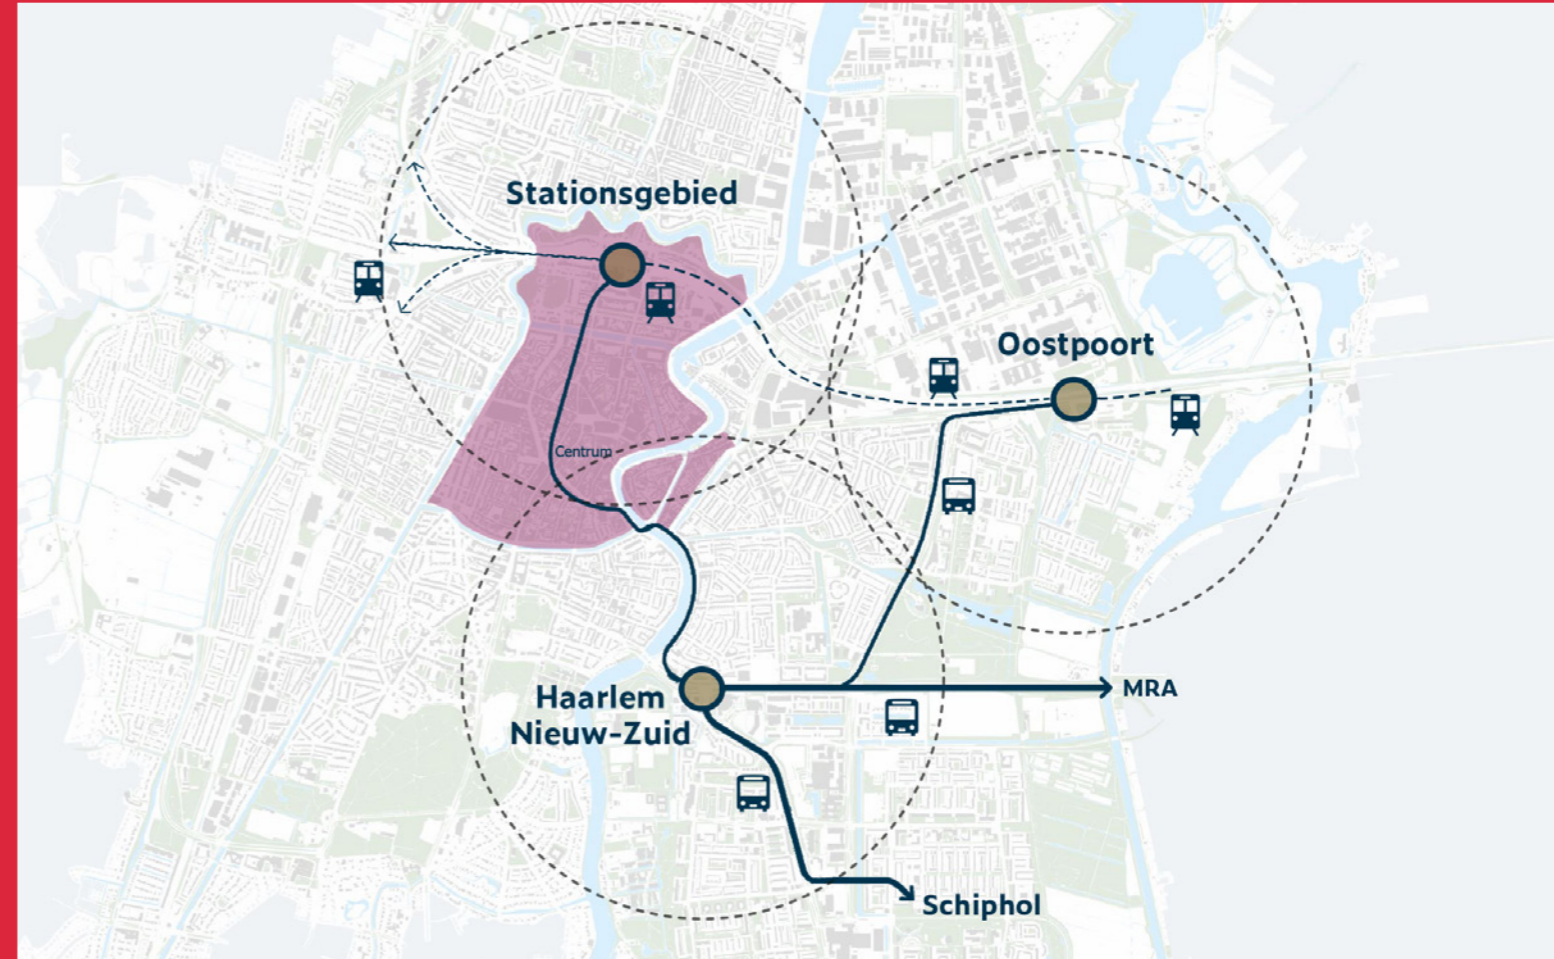 Stationsgebied
Oostpoort
Centrum
Haarlem
Nieuw-Zuid
MRA
Schiphol